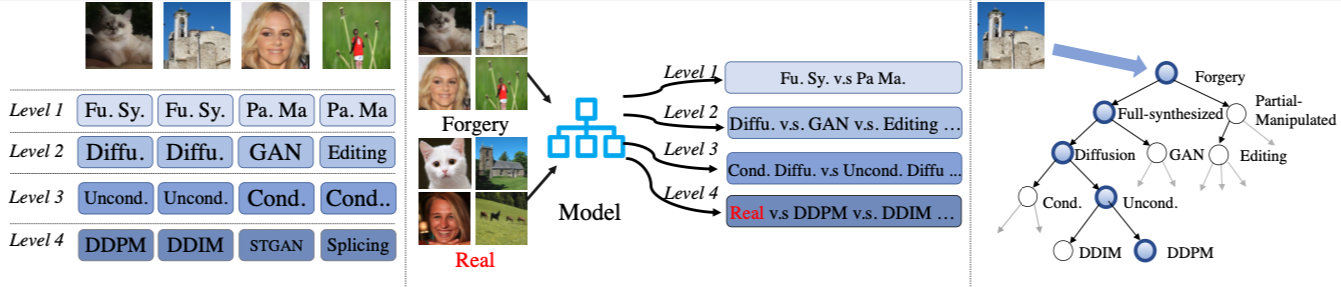 Level 1 Fu. Sy. Fu. Sy. Pa. Ma Pa. Ma
Level 2 Diffu. Diffu. GAN Editing
Level 3 Uncond. Uncond. Cond. Cond..
Level 4 DDPM DDIM STGAN Splicing
Forgery
Real
Model
Level 1
Fu. Sy. v.s Pa Ma.
Level 2
Diffu. v.s. GAN v.s. Editing …
Level 3
Cond. Diffu. v.s Uncond. Diffu ...
Level 4
Real v.s DDPM v.s. DDIM …
Forgery
Full-synthesized
Partial-
Manipulated
Diffusion
GAN
Editing
Cond.
Uncond.
DDIM
DDPM